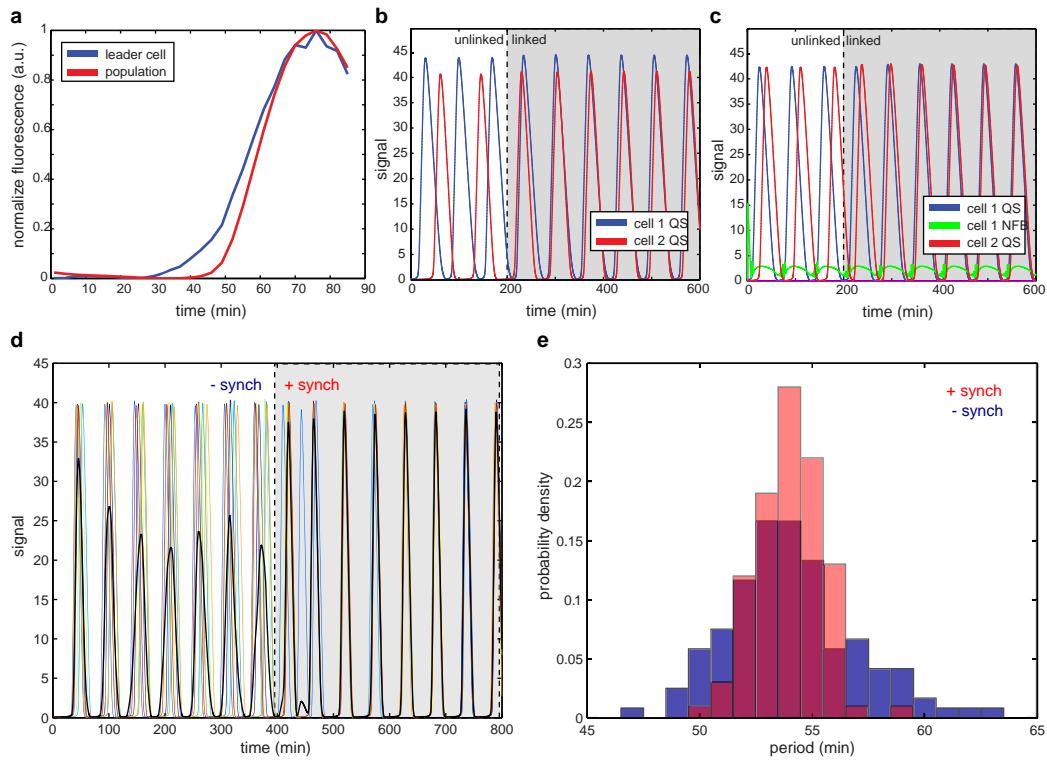 a
normalize fluorescence (a.u.)
1
0.8
0.6
0.4
0.2
0
leader cell
population
0 10 20 30 40 50 60 70 80 90
time (min)
b
signal
45
40
35
30
25
20
15
10
5
0
unlinked linked
cell 1 QS
cell 2 QS
0 200 400 600
time (min)
c
signal
45
40
35
30
25
20
15
10
5
0
unlinked linked
cell 1 QS
cell 1 NFB
cell 2 QS
0 200 400 600
time (min)
d
signal
45
40
35
30
25
20
15
10
5
0
- synch + synch
0 100 200 300 400 500 600 700 800
time (min)
e
probability density
0.3
0.25
0.2
0.15
0.1
0.05
0
+ synch
- synch
45 50 55 60 65
period (min)